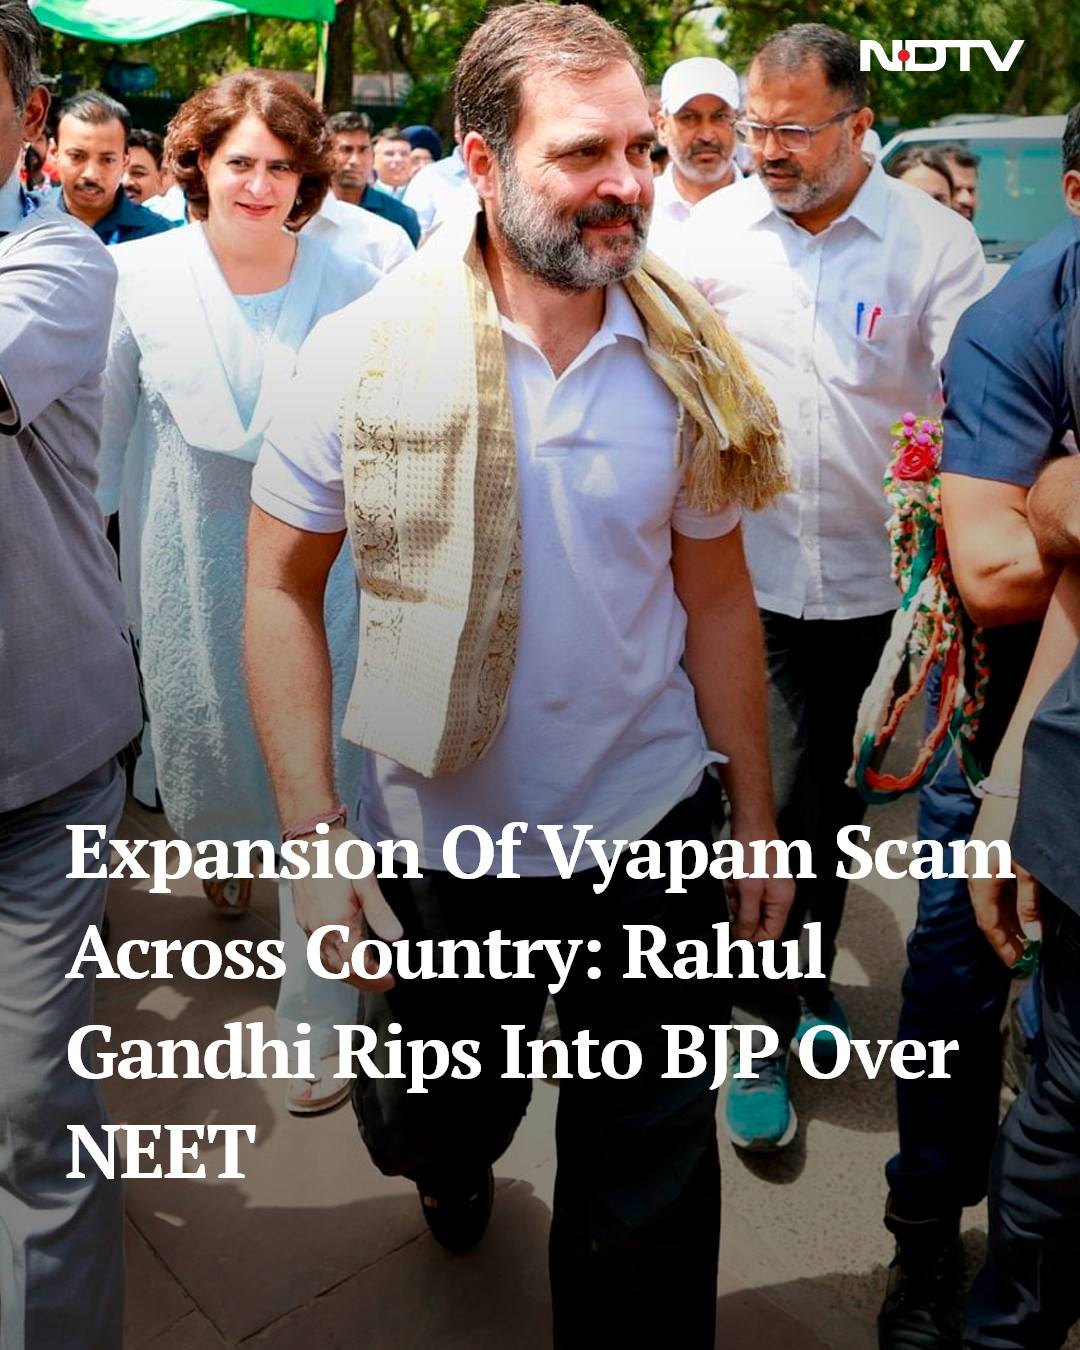 NDTV
Expansion Of Vyapam Scam
Across Country: Rahul
Gandhi Rips Into BJP Over
NEET